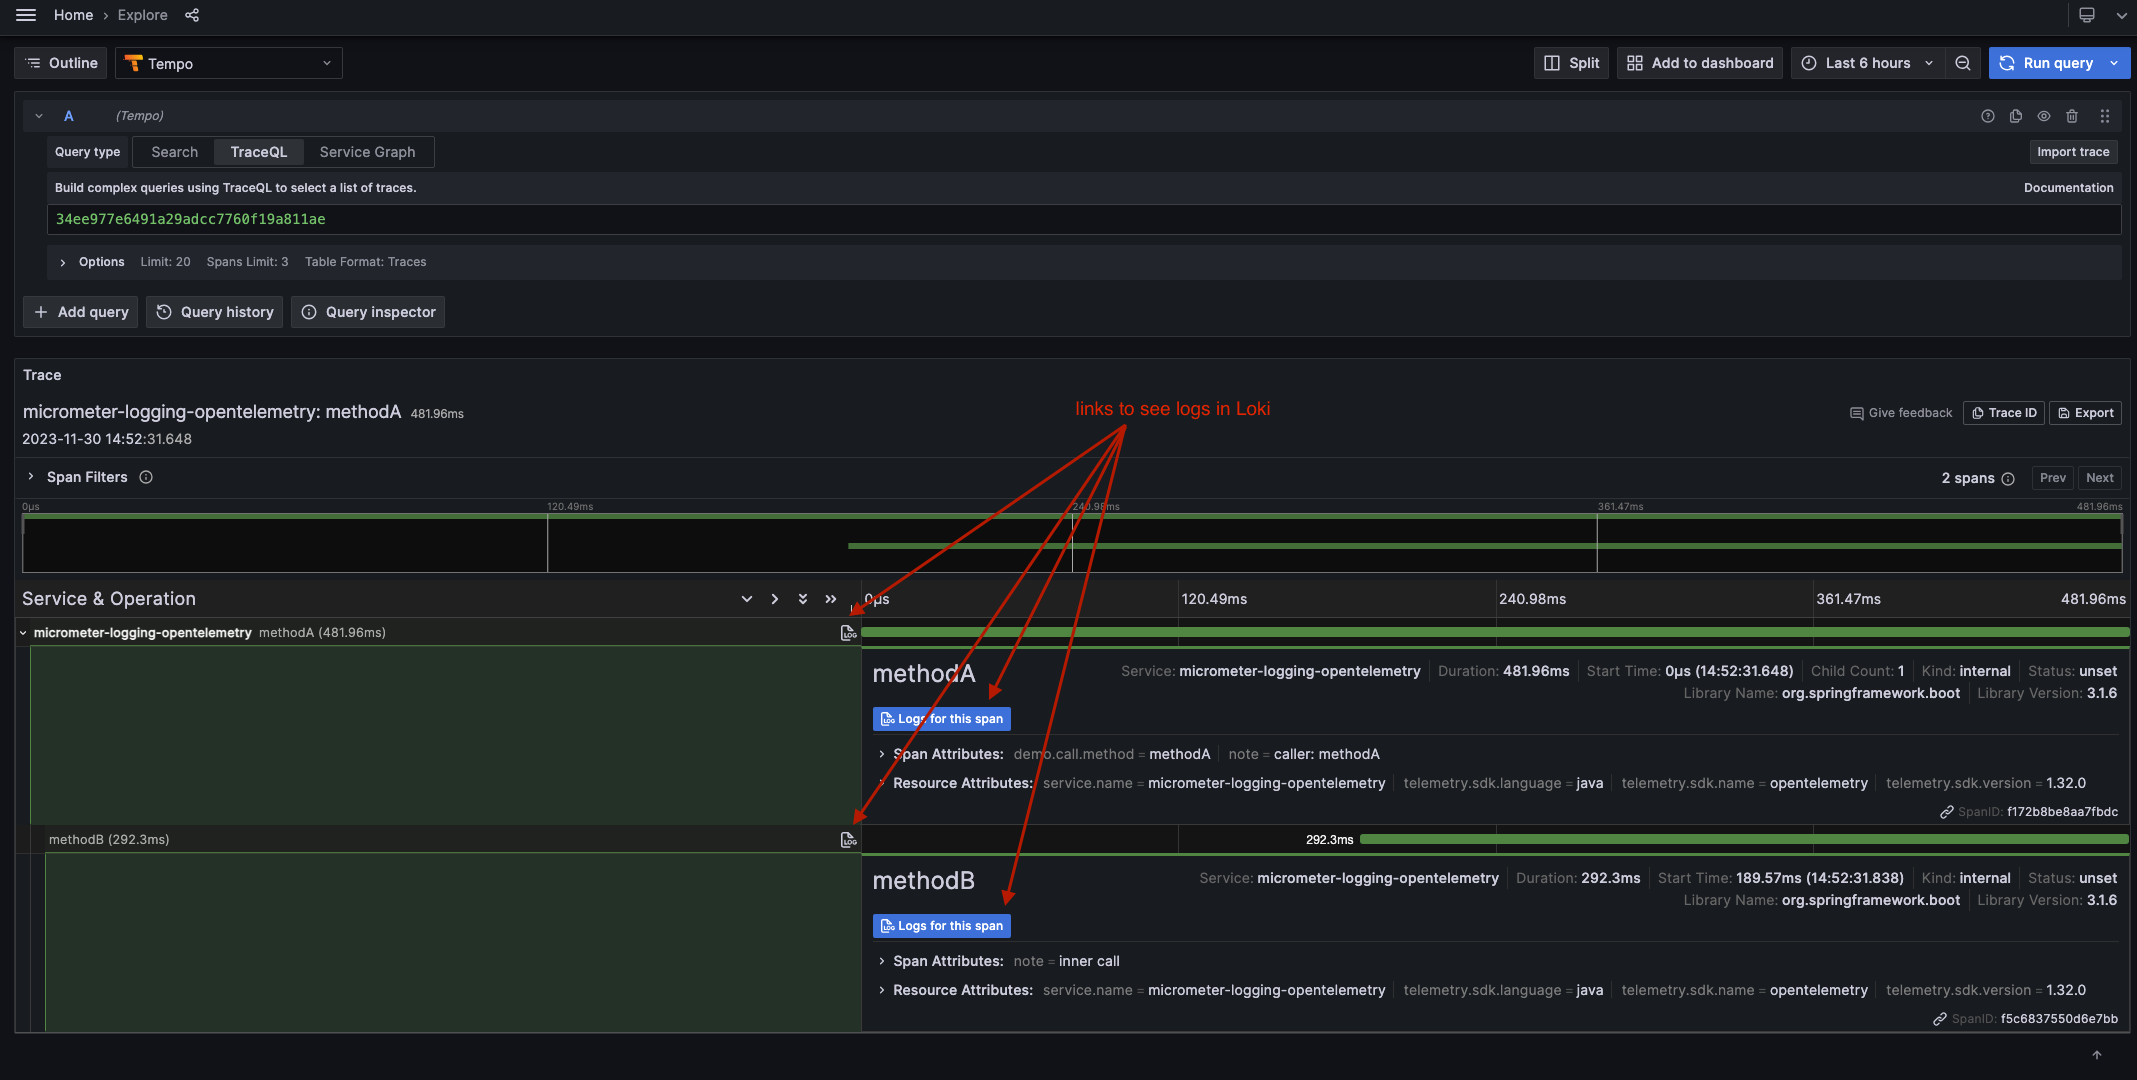 Home › Explore
Outline Tempo Split Add to dashboard Last 6 hours Run query
A (Tempo)
Query type Search TraceQL Service Graph Import trace
Build complex queries using TraceQL to select a list of traces. Documentation
34ee977e6491a29adcc7760f19a811ae
Options Limit: 20 Spans Limit: 3 Table Format: Traces
+ Add query Query history Query inspector
Trace
links to see logs in Loki
micrometer-logging-opentelemetry: methodA 481.96ms Give feedback Trace ID Export
2023-11-30 14:52:31.648
Span Filters 2 spans Prev Next
0μs 120.49ms 240.98ms 361.47ms 481.96ms
Service & Operation 0μs 120.49ms 240.98ms 361.47ms 481.96ms
micrometer-logging-opentelemetry methodA (481.96ms) LOG
methodA Service: micrometer-logging-opentelemetry Duration: 481.96ms Start Time: 0μs (14:52:31.648) Child Count: 1 Kind: internal Status: unset
Library Name: org.springframework.boot Library Version: 3.1.6
LOG Logs for this span
Span Attributes: demo.call.method = methodA note = caller: methodA
Resource Attributes: service.name = micrometer-logging-opentelemetry telemetry.sdk.language = java telemetry.sdk.name = opentelemetry telemetry.sdk.version = 1.32.0
SpanID: f172b8be8aa7fbdc
methodB (292.3ms) LOG 292.3ms
methodB Service: micrometer-logging-opentelemetry Duration: 292.3ms Start Time: 189.57ms (14:52:31.838) Kind: internal Status: unset
Library Name: org.springframework.boot Library Version: 3.1.6
LOG Logs for this span
Span Attributes: note = inner call
Resource Attributes: service.name = micrometer-logging-opentelemetry telemetry.sdk.language = java telemetry.sdk.name = opentelemetry telemetry.sdk.version = 1.32.0
SpanID: f5c6837550d6e7bb